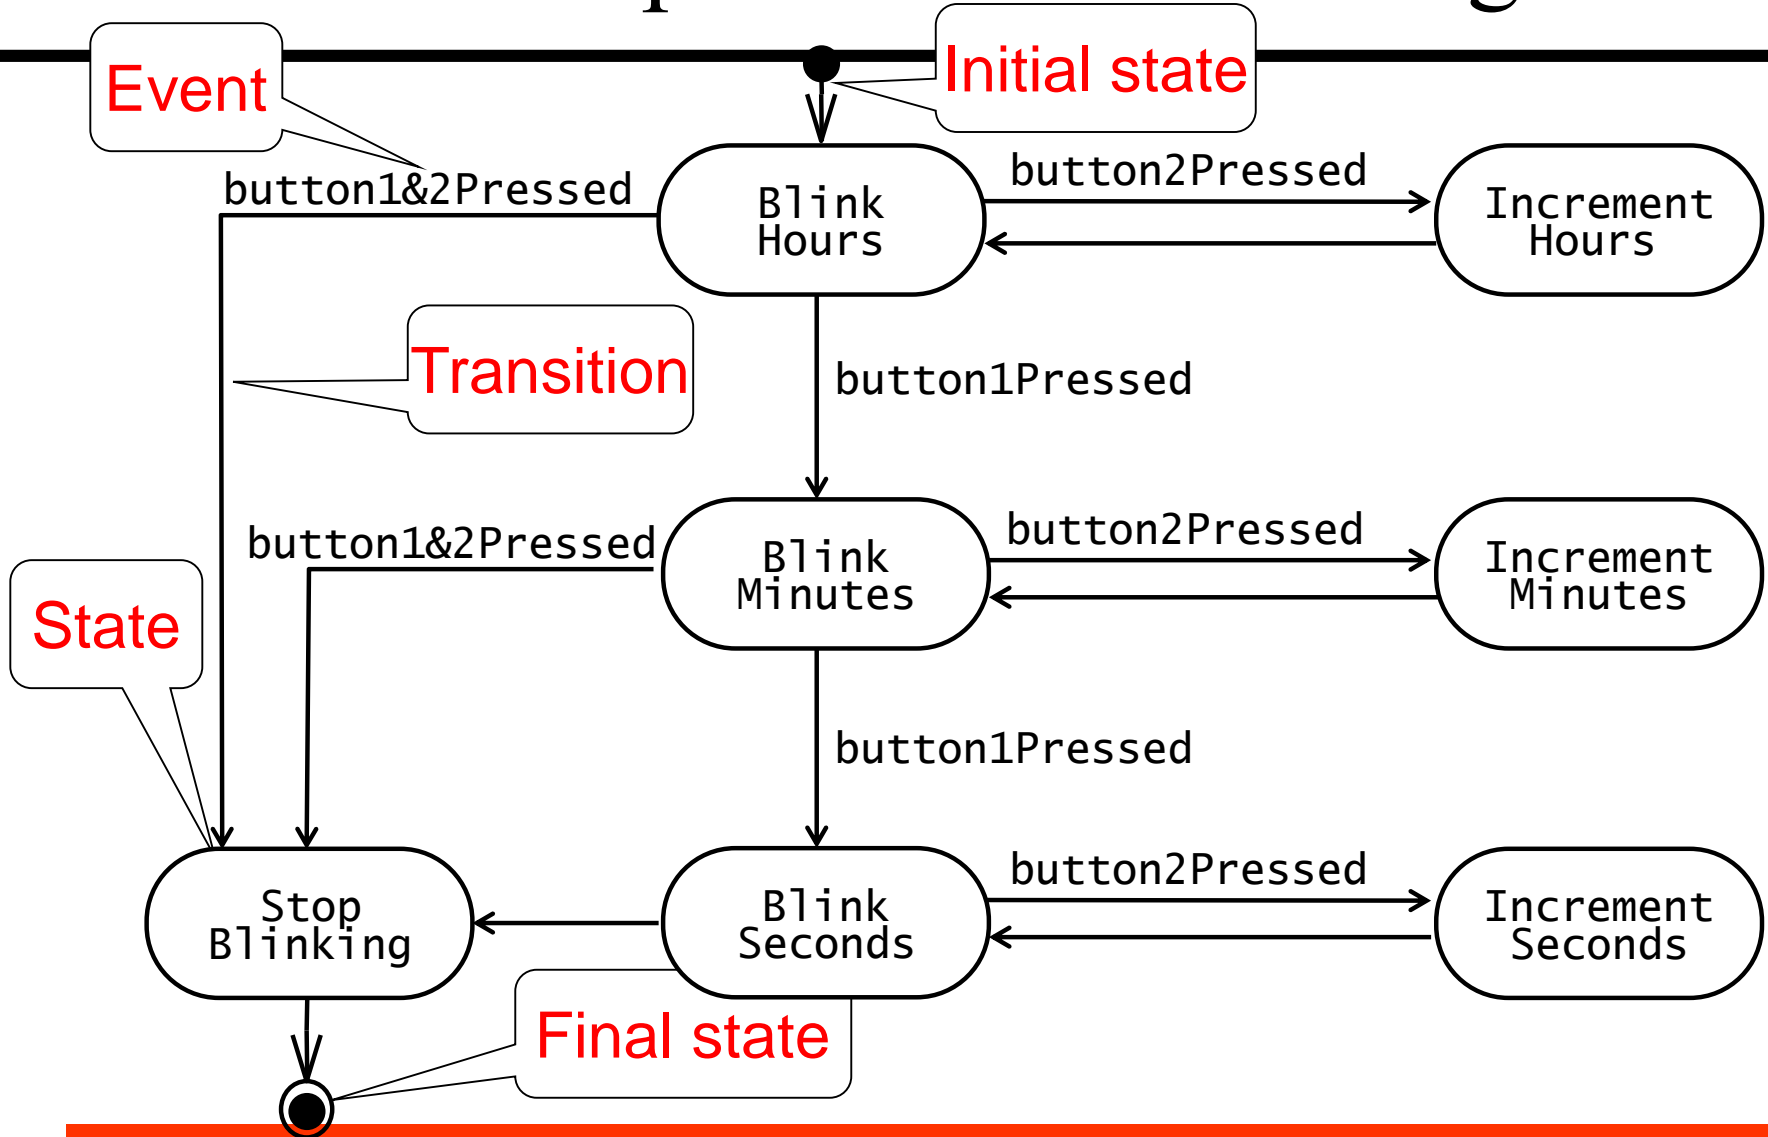 Event
Initial state
button1&2Pressed
Blink
Hours
button2Pressed
Increment
Hours
Transition
button1Pressed
button1&2Pressed
Blink
Minutes
button2Pressed
Increment
Minutes
State
button1Pressed
Stop
Blinking
Blink
Seconds
button2Pressed
Increment
Seconds
Final state